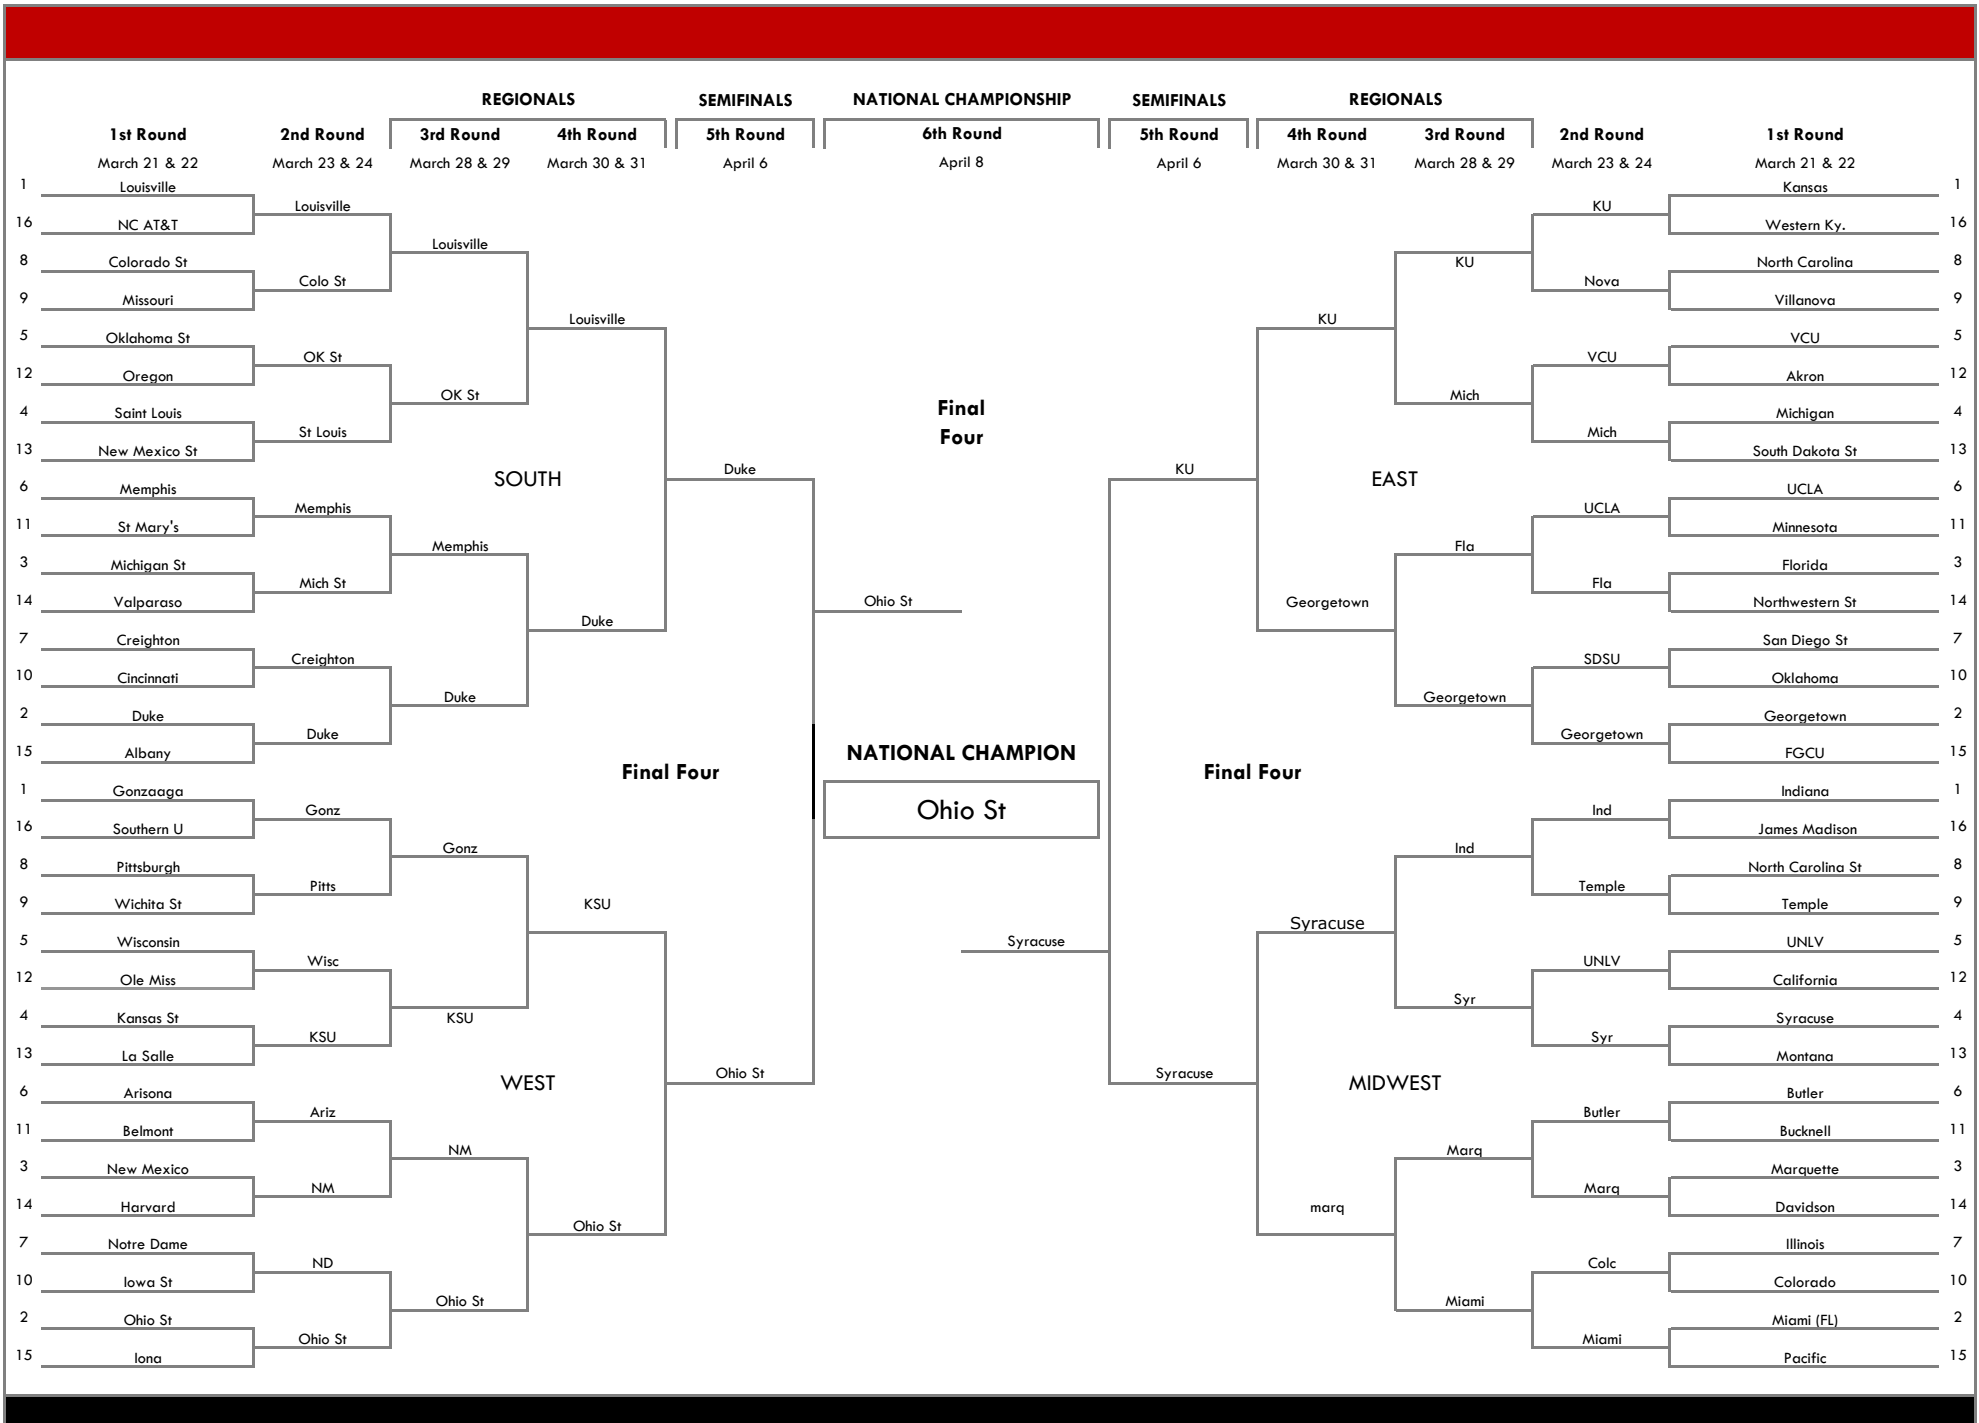 REGIONALS SEMIFINALS NATIONAL CHAMPIONSHIP SEMIFINALS REGIONALS
1st Round 2nd Round 3rd Round 4th Round 5th Round 6th Round 5th Round 4th Round 3rd Round 2nd Round 1st Round
March 21 & 22 March 23 & 24 March 28 & 29 March 30 & 31 April 6 April 8 April 6 March 30 & 31 March 28 & 29 March 23 & 24 March 21 & 22
1 Louisville Kansas 1
Louisville KU
16 NC AT&T Western Ky. 16
Louisville
8 Colorado St KU North Carolina 8
Colo St Nova
9 Missouri Villanova 9
Louisville KU
5 Oklahoma St VCU 5
OK St VCU
12 Oregon Akron 12
OK St Mich
4 Saint Louis Final Michigan 4
St Louis Four Mich
13 New Mexico St South Dakota St 13
Duke KU
SOUTH EAST
6 Memphis UCLA 6
Memphis UCLA
11 St Mary's Minnesota 11
Memphis Fla
3 Michigan St Florida 3
Mich St Fla
14 Valparaso Ohio St Georgetown Northwestern St 14
Duke
7 Creighton San Diego St 7
Creighton SDSU
10 Cincinnati Oklahoma 10
Duke Georgetown
2 Duke Georgetown 2
Duke Georgetown
15 Albany NATIONAL CHAMPION FGCU 15
Final Four Final Four
1 Gonzaaga Indiana 1
Gonz Ohio St Ind
16 Southern U James Madison 16
Gonz Ind
8 Pittsburgh North Carolina St 8
Pitts Temple
9 Wichita St KSU Temple 9
Syracuse
5 Wisconsin Syracuse UNLV 5
Wisc UNLV
12 Ole Miss California 12
Syr
4 Kansas St KSU Syracuse 4
KSU Syr
13 La Salle Montana 13
Ohio St Syracuse
WEST MIDWEST
6 Arisona Butler 6
Ariz Butler
11 Belmont Bucknell 11
NM Marq
3 New Mexico Marquette 3
NM Marq
14 Harvard marq Davidson 14
Ohio St
7 Notre Dame Illinois 7
ND Colc
10 Iowa St Colorado 10
Ohio St Miami
2 Ohio St Miami (FL) 2
Ohio St Miami
15 Iona Pacific 15